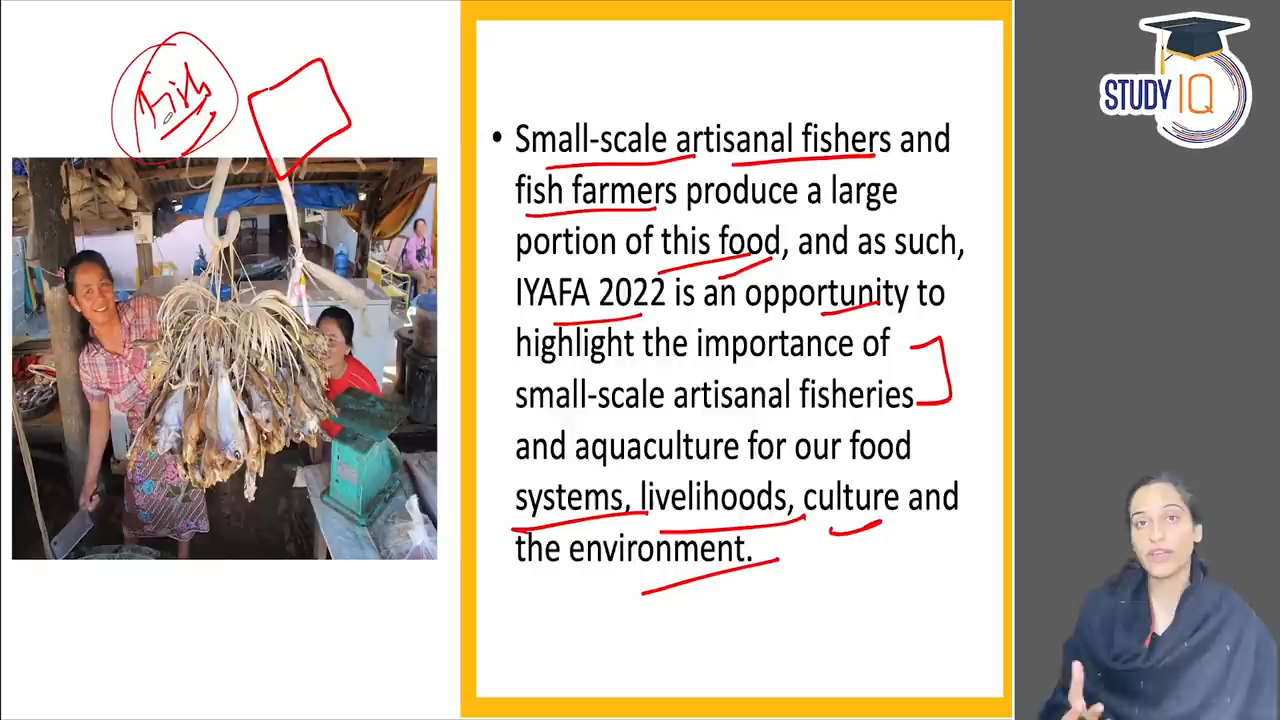 Fish
• Small-scale artisanal fishers and
fish farmers produce a large
portion of this food, and as such,
IYAFA 2022 is an opportunity to
highlight the importance of
small-scale artisanal fisheries
and aquaculture for our food
systems, livelihoods, culture and
the environment.
STUDY IQ